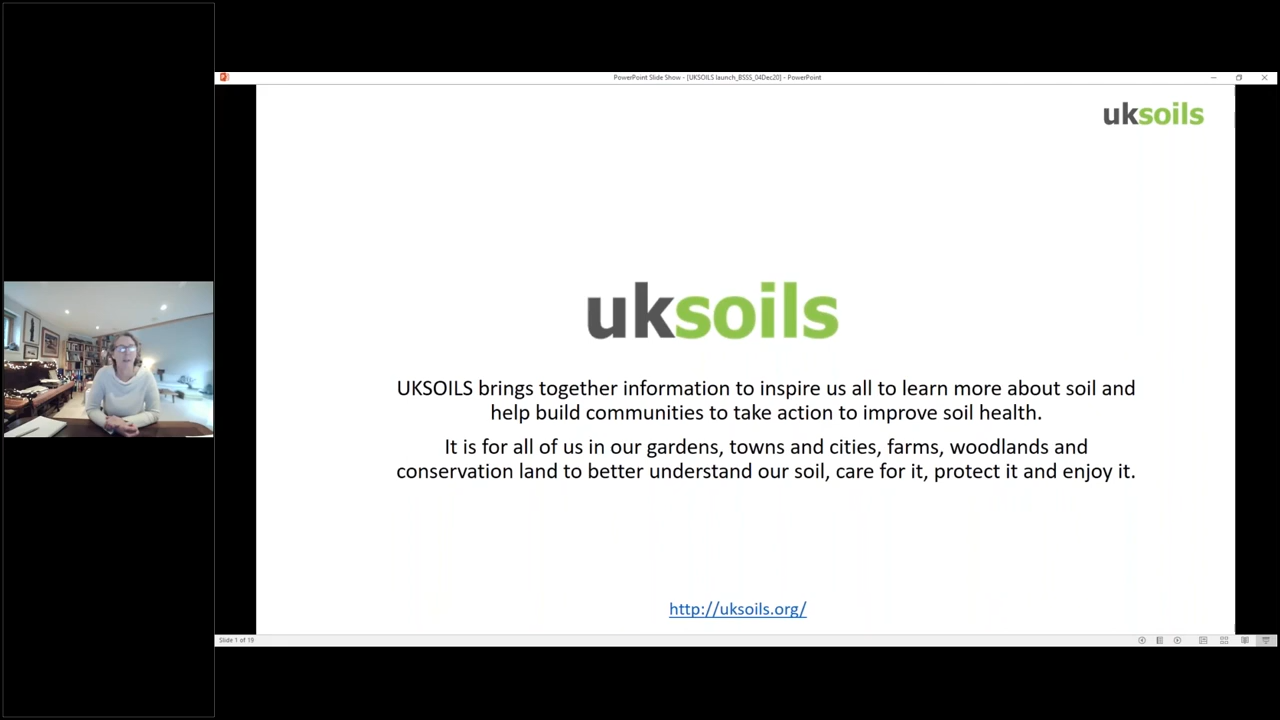 PowerPoint Slide Show - [UKSOILS launch_BSSS_04Dec20] - PowerPoint
uksoils
uksoils
UKSOILS brings together information to inspire us all to learn more about soil and
help build communities to take action to improve soil health.
It is for all of us in our gardens, towns and cities, farms, woodlands and
conservation land to better understand our soil, care for it, protect it and enjoy it.
http://uksoils.org/
Slide 1 of 19